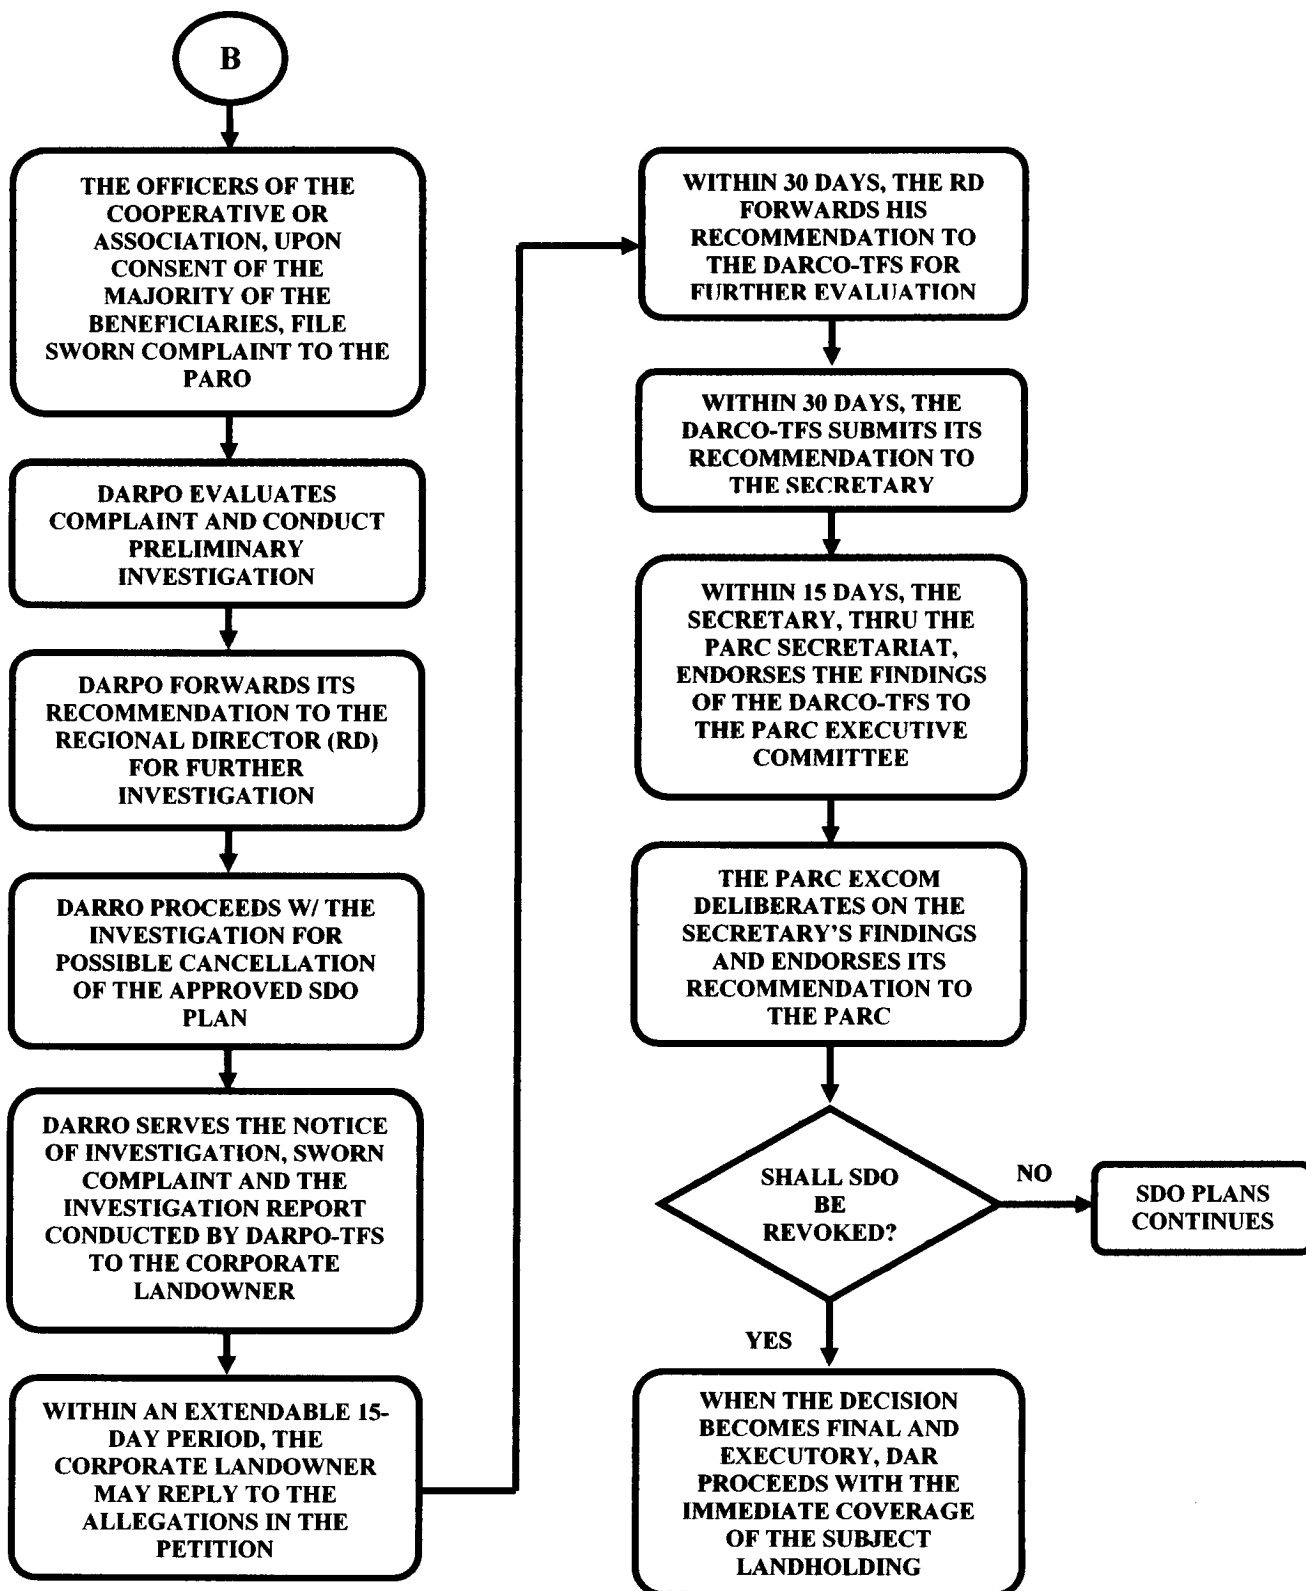 B
THE OFFICERS OF THE
COOPERATIVE OR
ASSOCIATION, UPON
CONSENT OF THE
MAJORITY OF THE
BENEFICIARIES, FILE
SWORN COMPLAINT TO THE
PARO
DARPO EVALUATES
COMPLAINT AND CONDUCT
PRELIMINARY
INVESTIGATION
DARPO FORWARDS ITS
RECOMMENDATION TO THE
REGIONAL DIRECTOR (RD)
FOR FURTHER
INVESTIGATION
DARRO PROCEEDS W/ THE
INVESTIGATION FOR
POSSIBLE CANCELLATION
OF THE APPROVED SDO
PLAN
DARRO SERVES THE NOTICE
OF INVESTIGATION, SWORN
COMPLAINT AND THE
INVESTIGATION REPORT
CONDUCTED BY DARPO-TFS
TO THE CORPORATE
LANDOWNER
WITHIN AN EXTENDABLE 15-
DAY PERIOD, THE
CORPORATE LANDOWNER
MAY REPLY TO THE
ALLEGATIONS IN THE
PETITION
WITHIN 30 DAYS, THE RD
FORWARDS HIS
RECOMMENDATION TO
THE DARCO-TFS FOR
FURTHER EVALUATION
WITHIN 30 DAYS, THE
DARCO-TFS SUBMITS ITS
RECOMMENDATION TO
THE SECRETARY
WITHIN 15 DAYS, THE
SECRETARY, THRU THE
PARC SECRETARIAT,
ENDORSES THE FINDINGS
OF THE DARCO-TFS TO
THE PARC EXECUTIVE
COMMITTEE
THE PARC EXCOM
DELIBERATES ON THE
SECRETARY'S FINDINGS
AND ENDORSES ITS
RECOMMENDATION TO
THE PARC
SHALL SDO
BE
REVOKED?
NO
SDO PLANS
CONTINUES
YES
WHEN THE DECISION
BECOMES FINAL AND
EXECUTORY, DAR
PROCEEDS WITH THE
IMMEDIATE COVERAGE
OF THE SUBJECT
LANDHOLDING